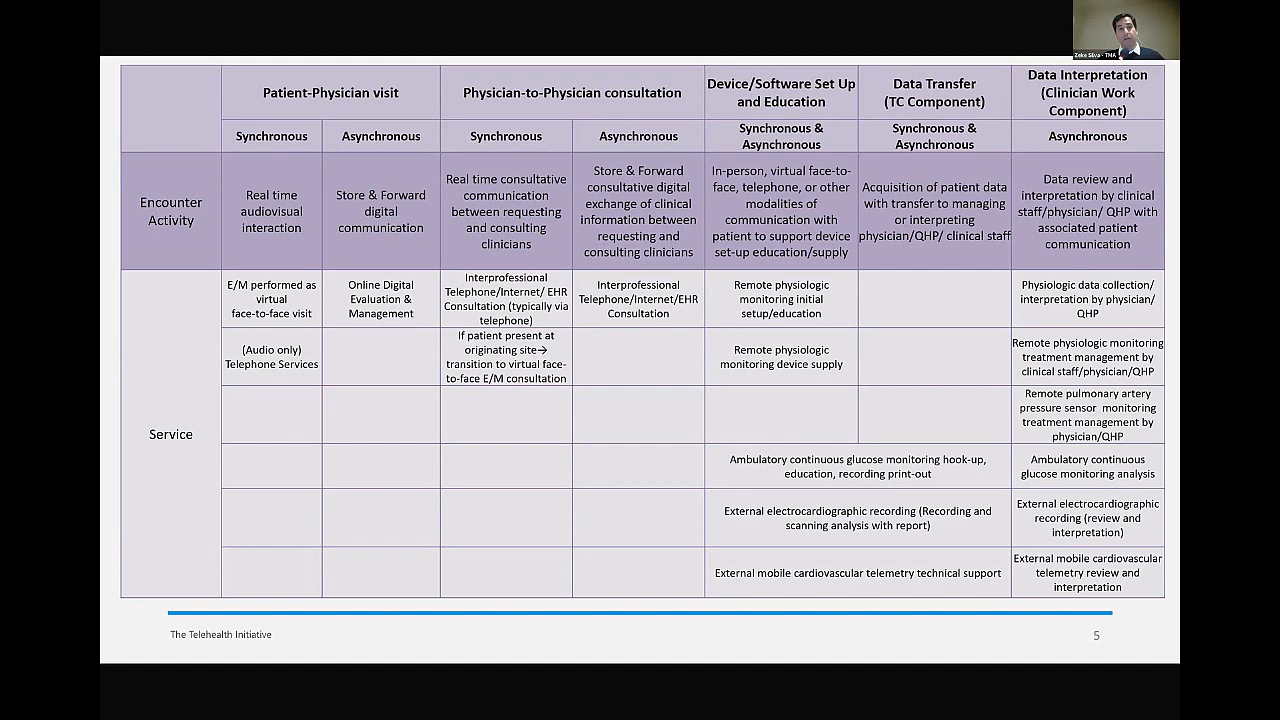 Zeke Silva - TMA
Patient-Physician visit
Physician-to-Physician consultation
Device/Software Set Up
and Education
Data Transfer
(TC Component)
Data Interpretation
(Clinician Work
Component)
Synchronous
Asynchronous
Synchronous
Asynchronous
Synchronous &
Asynchronous
Synchronous &
Asynchronous
Asynchronous
Encounter
Activity
Real time
audiovisual
interaction
Store & Forward
digital
communication
Real time consultative
communication
between requesting
and consulting
clinicians
Store & Forward
consultative digital
exchange of clinical
information between
requesting and
consulting clinicians
In-person, virtual face-to-
face, telephone, or other
modalities of
communication with
patient to support device
set-up education/supply
Acquisition of patient data
with transfer to managing
or interpreting
physician/QHP/ clinical staff
Data review and
interpretation by clinical
staff/physician/ QHP with
associated patient
communication
Service
E/M performed as
virtual
face-to-face visit
Online Digital
Evaluation &
Management
Interprofessional
Telephone/Internet/ EHR
Consultation (typically via
telephone)
Interprofessional
Telephone/Internet/EHR
Consultation
Remote physiologic
monitoring initial
setup/education
Physiologic data collection/
interpretation by physician/
QHP
(Audio only)
Telephone Services
If patient present at
originating site→
transition to virtual face-
to-face E/M consultation
Remote physiologic
monitoring device supply
Remote physiologic monitoring
treatment management by
clinical staff/physician/QHP
Remote pulmonary artery
pressure sensor monitoring
treatment management by
physician/QHP
Ambulatory continuous glucose monitoring hook-up,
education, recording print-out
Ambulatory continuous
glucose monitoring analysis
External electrocardiographic recording (Recording and
scanning analysis with report)
External electrocardiographic
recording (review and
interpretation)
External mobile cardiovascular telemetry technical support
External mobile cardiovascular
telemetry review and
interpretation
The Telehealth Initiative
5